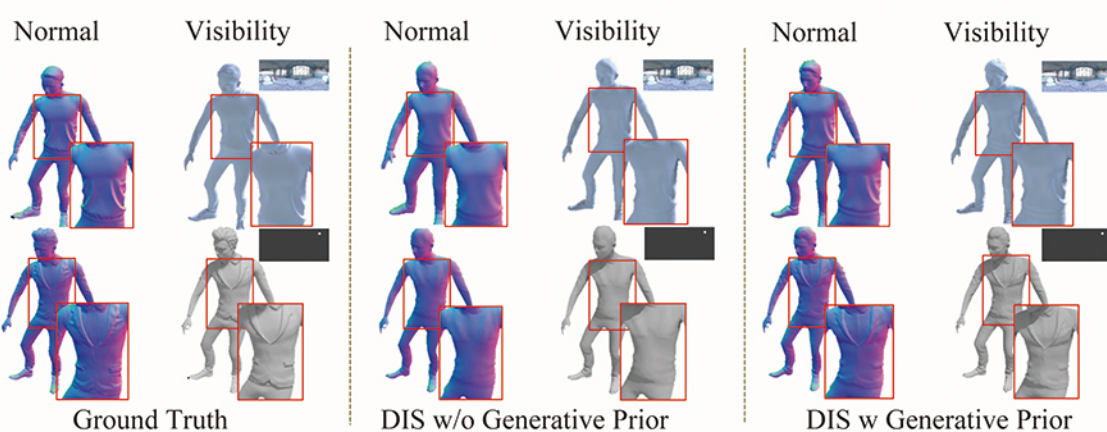 Normal Visibility Normal Visibility Normal Visibility
Ground Truth DIS w/o Generative Prior DIS w Generative Prior